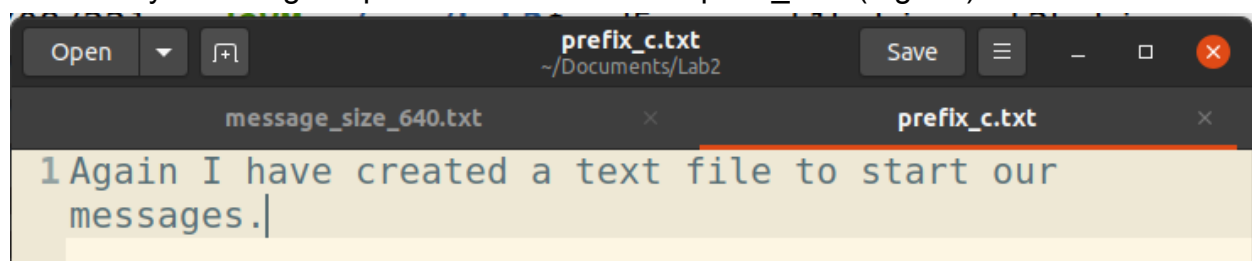 Open
prefix_c.txt
~/Documents/Lab2
Save
message_size_640.txt
prefix_c.txt
1 Again I have created a text file to start our
messages.